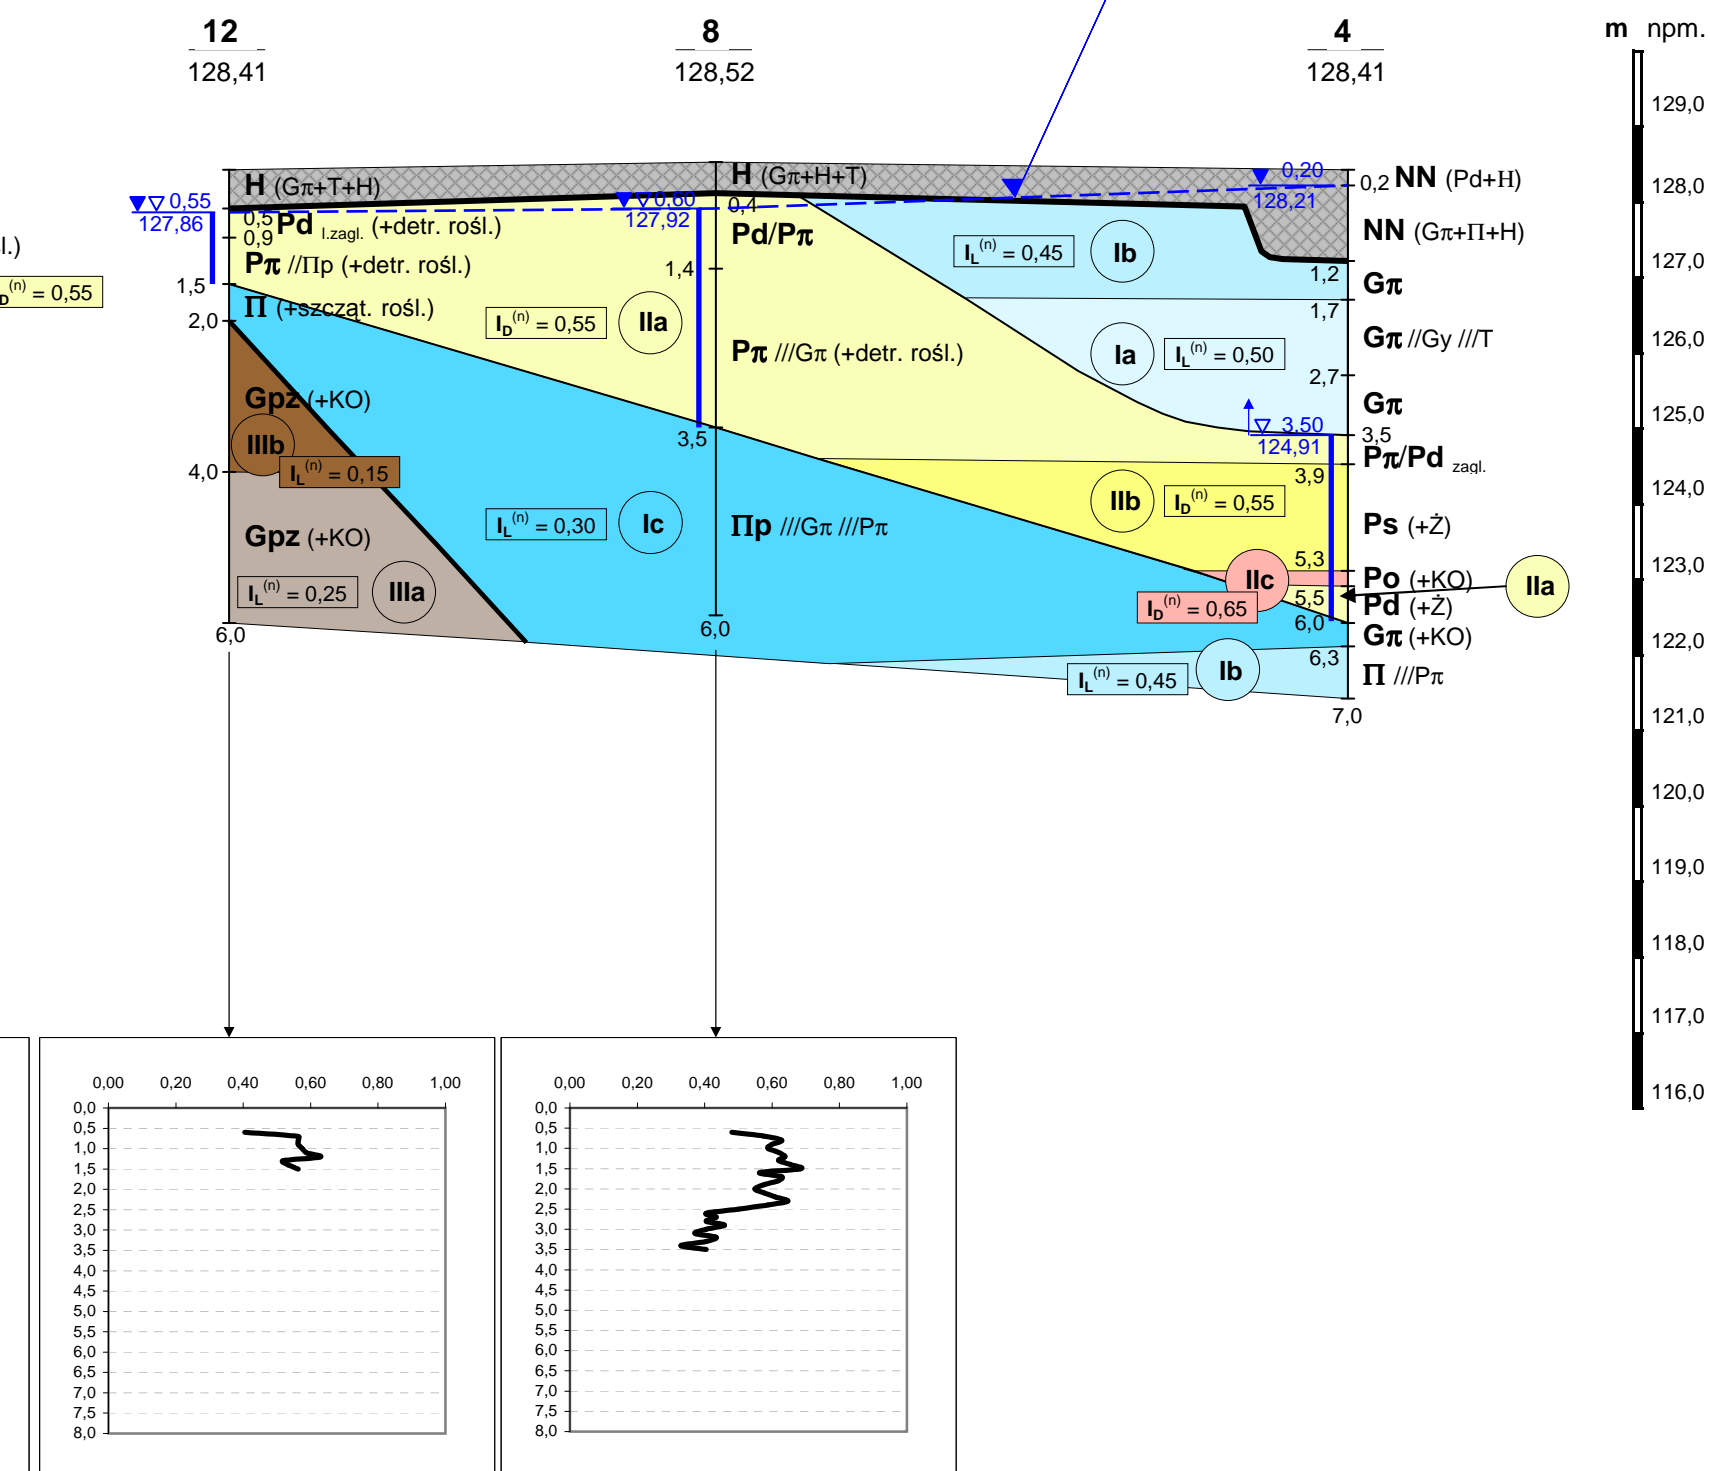 12
8
4
m npm.
128,41
128,52
128,41
129,0
128,0
127,0
126,0
125,0
124,0
123,0
122,0
121,0
120,0
119,0
118,0
117,0
116,0
H (Gπ+T+H)
0,55
127,86
0,5
0,9
Pd l.zagl. (+detr. rośl.)
Pπ //Πp (+detr. rośl.)
1,5
Π (+szcząt. rośl.)
2,0
Gpz (+KO)
IIIb
IL(n) = 0,15
4,0
Gpz (+KO)
IL(n) = 0,25
IIIa
6,0
l.)
D(n) = 0,55
H (Gπ+H+T)
0,60
127,92
0,4
Pd/Pπ
1,4
ID(n) = 0,55
IIa
Pπ ///Gπ (+detr. rośl.)
3,5
IL(n) = 0,30
Ic
Πp ///Gπ ///Pπ
6,0
0,20
128,21
0,2 NN (Pd+H)
NN (Gπ+Π+H)
IL(n) = 0,45
Ib
1,2
Gπ
1,7
Ia
IL(n) = 0,50
Gπ //Gy ///T
2,7
Gπ
3,50
124,91
3,5
Pπ/Pd zagl.
3,9
IIb
ID(n) = 0,55
Ps (+Ż)
5,3
IIc
Po (+KO)
IIa
ID(n) = 0,65
5,5
Pd (+Ż)
6,0
Gπ (+KO)
6,3
Ib
IL(n) = 0,45
Π ///Pπ
7,0
0,00 0,20 0,40 0,60 0,80 1,00
0,0
0,5
1,0
1,5
2,0
2,5
3,0
3,5
4,0
4,5
5,0
5,5
6,0
6,5
7,0
7,5
8,0
0,00 0,20 0,40 0,60 0,80 1,00
0,0
0,5
1,0
1,5
2,0
2,5
3,0
3,5
4,0
4,5
5,0
5,5
6,0
6,5
7,0
7,5
8,0